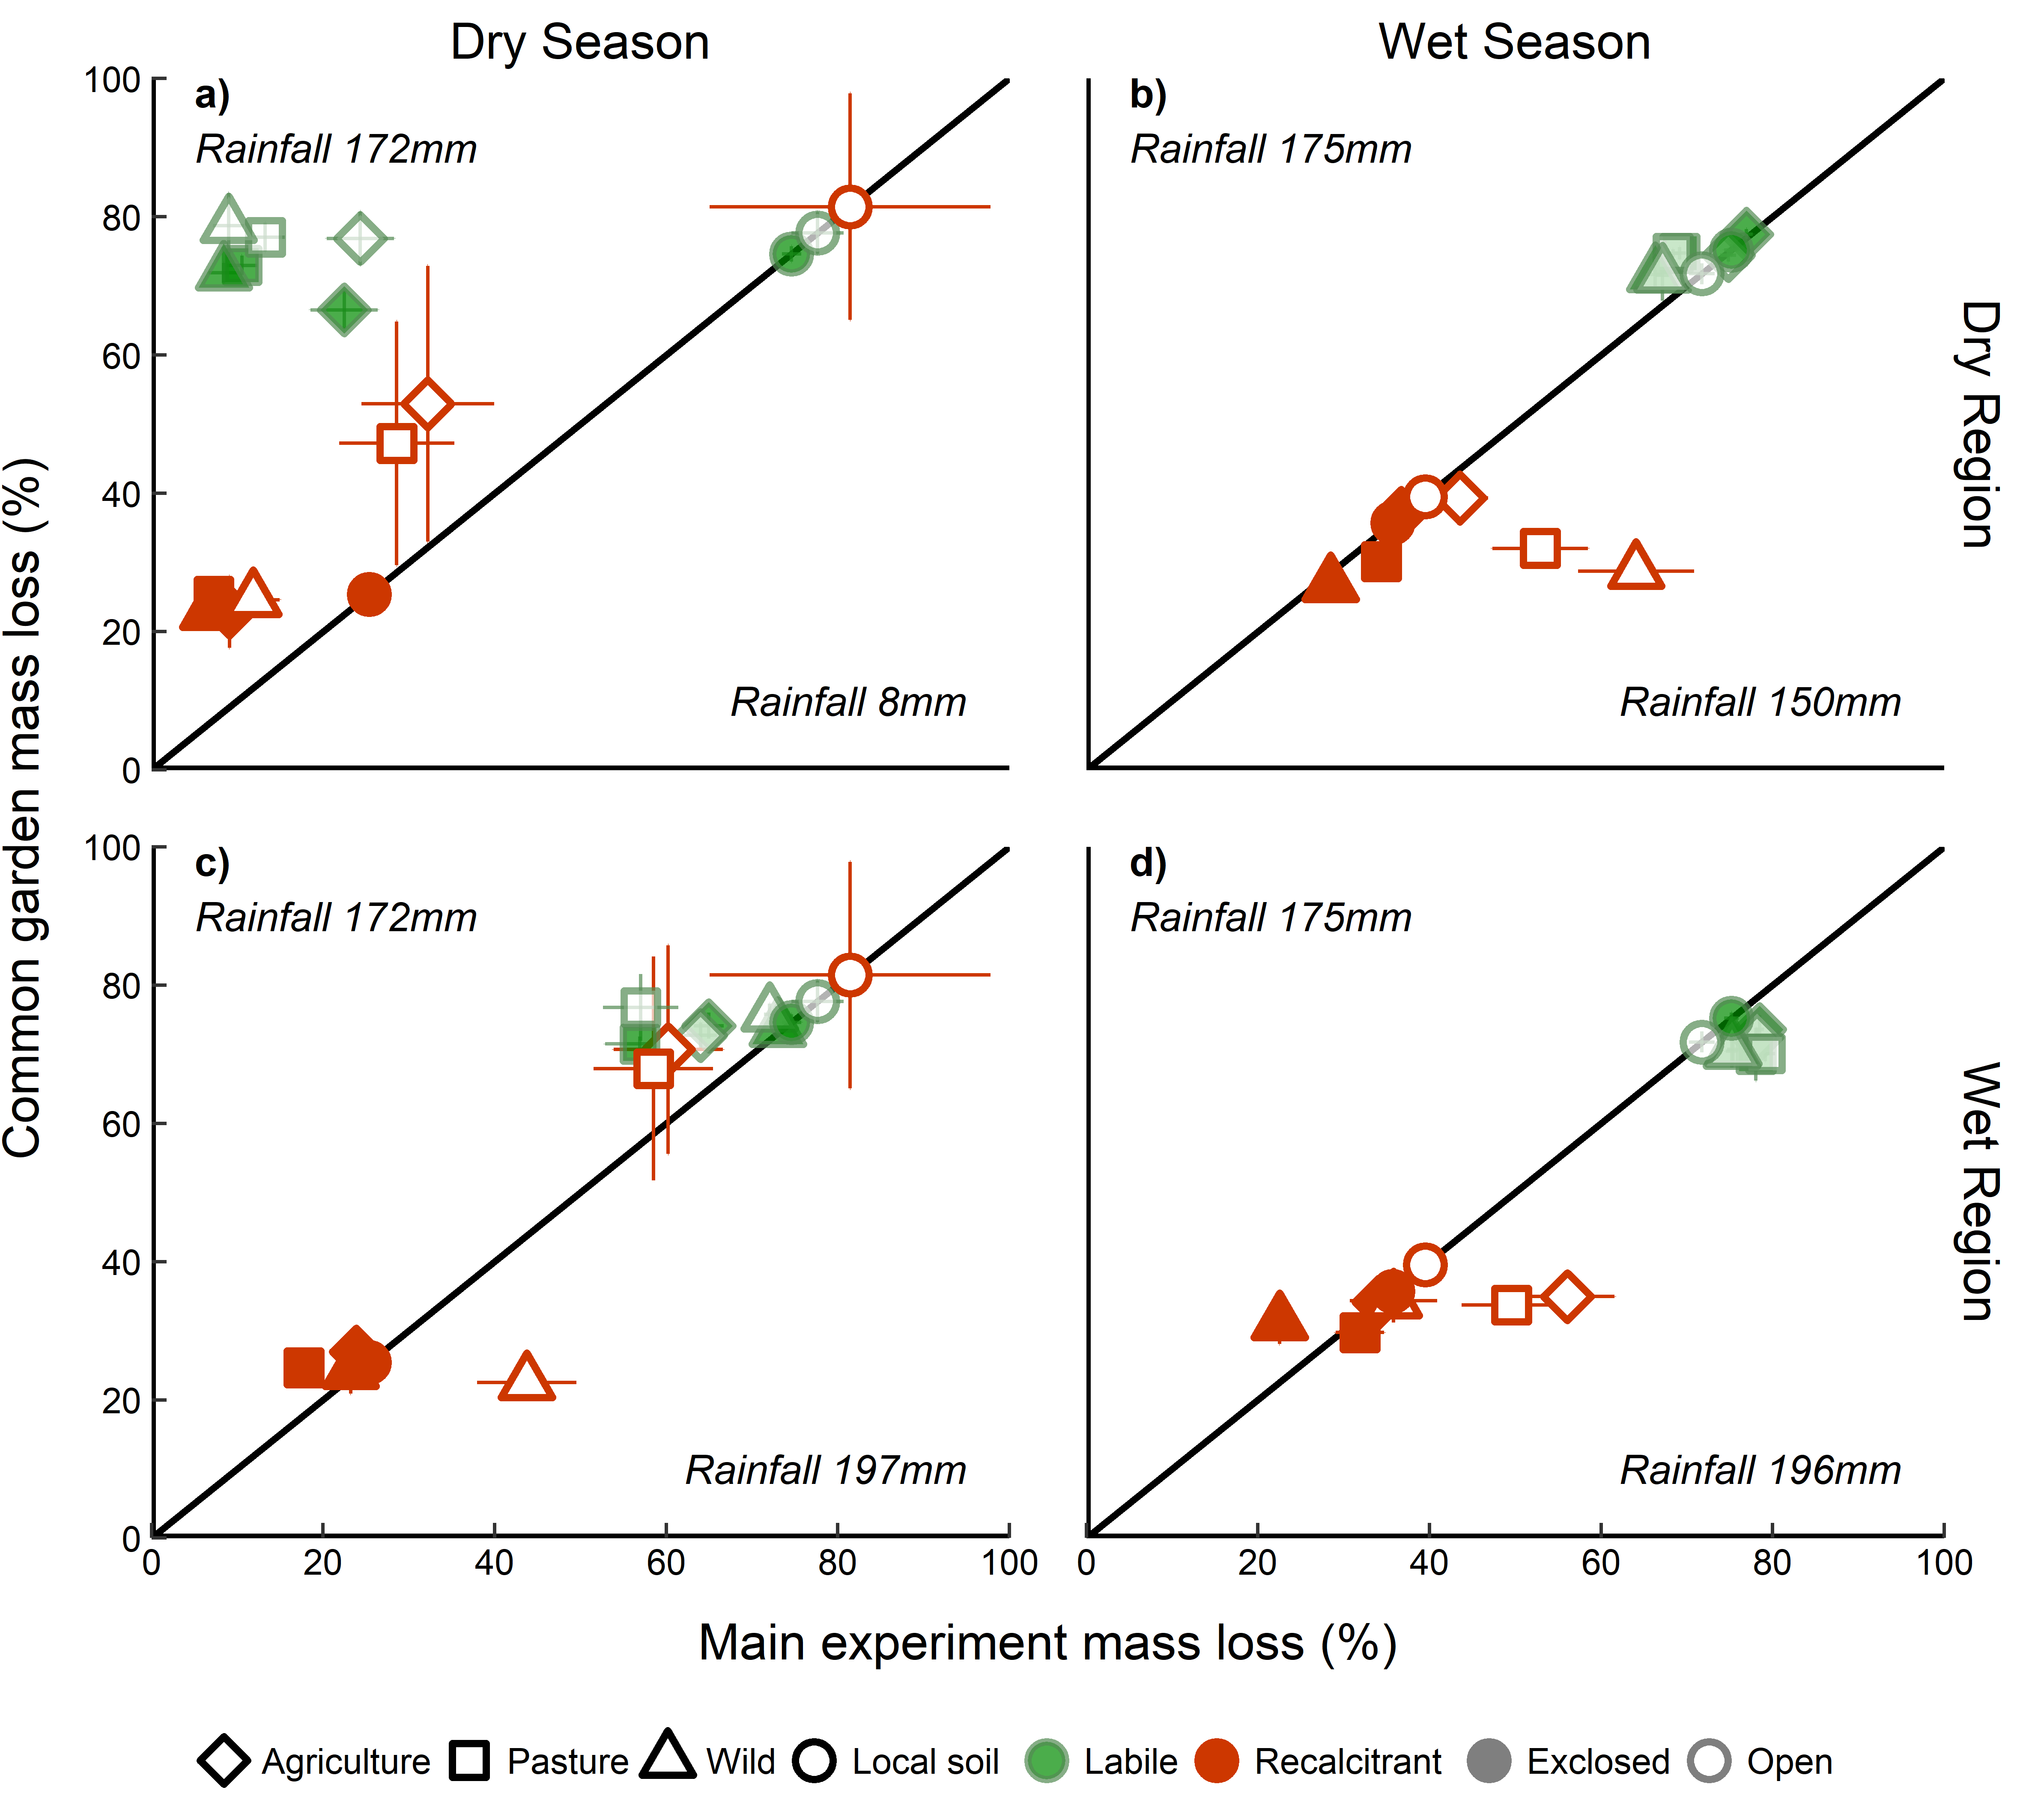 Dry Season
Wet Season
Common garden mass loss (%)
100
80
60
40
20
0
a)
Rainfall 172mm
Rainfall 8mm
b)
Rainfall 175mm
Rainfall 150mm
Dry Region
100
80
60
40
20
0
c)
Rainfall 172mm
Rainfall 197mm
d)
Rainfall 175mm
Rainfall 196mm
Wet Region
0 20 40 60 80 100
0 20 40 60 80 100
Main experiment mass loss (%)
Agriculture Pasture Wild Local soil Labile Recalcitrant Exclosed Open